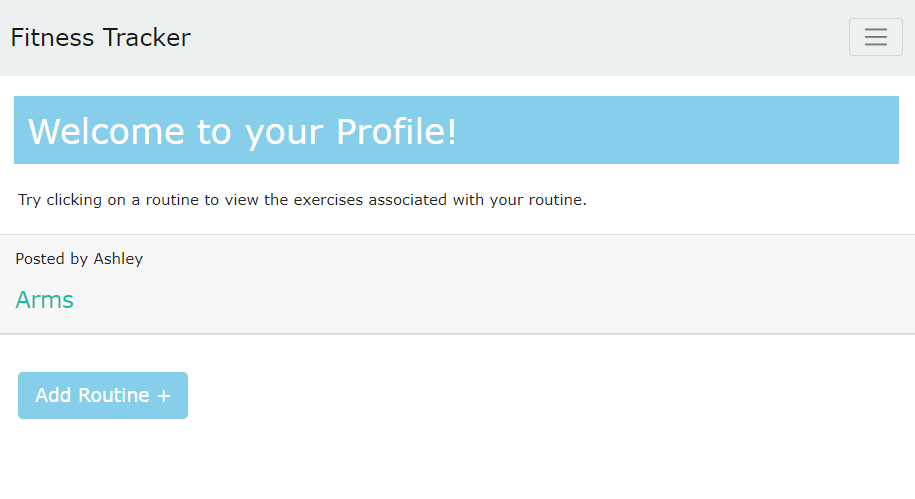 Fitness Tracker
Welcome to your Profile!
Try clicking on a routine to view the exercises associated with your routine.
Posted by Ashley
Arms
Add Routine +